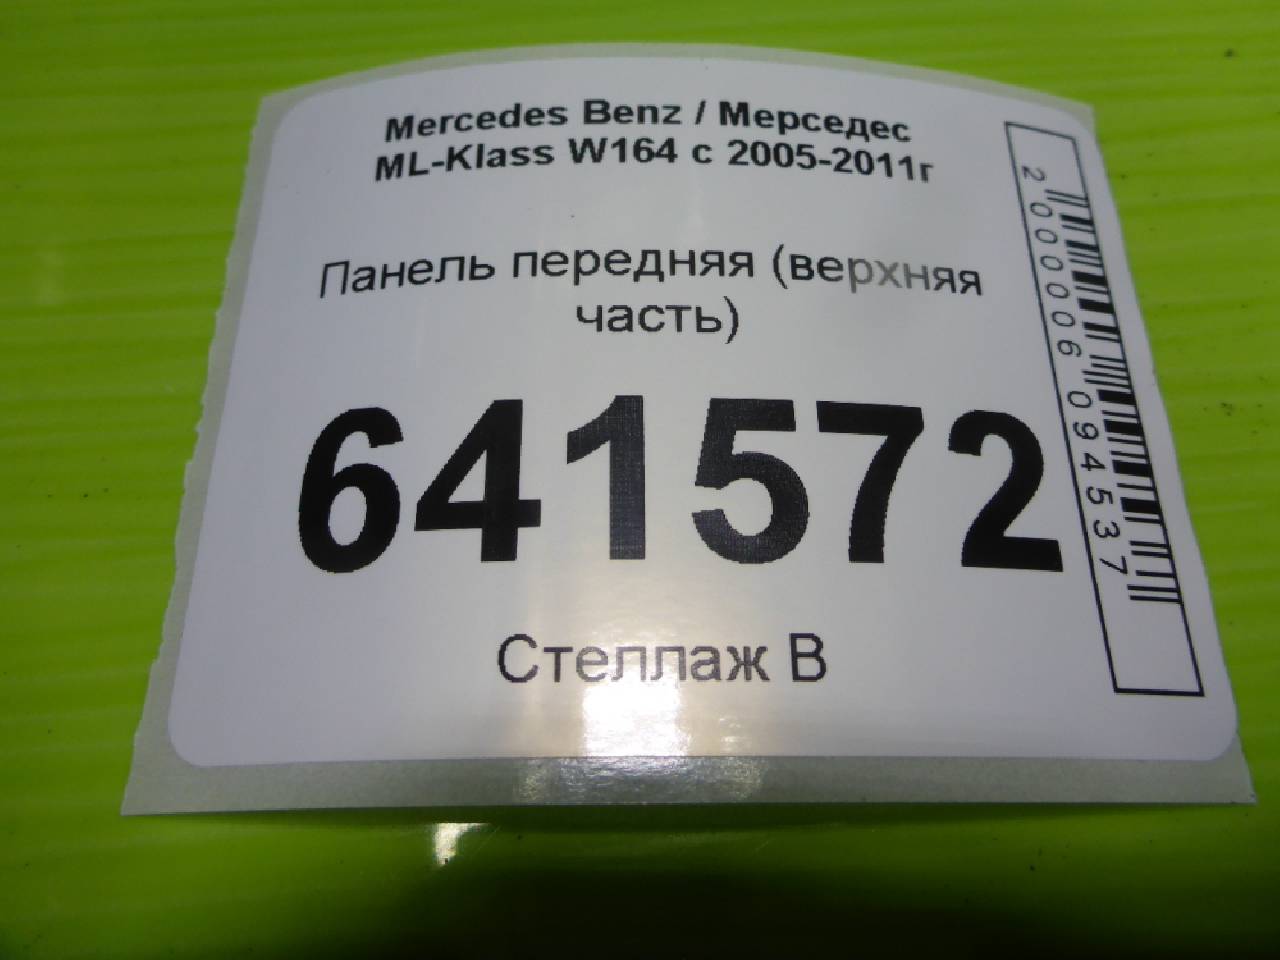 Mercedes Benz / Мерседес
ML-Klass W164 с 2005-2011г
Панель передняя (верхняя
часть)
641572
Стеллаж В
2000006094537